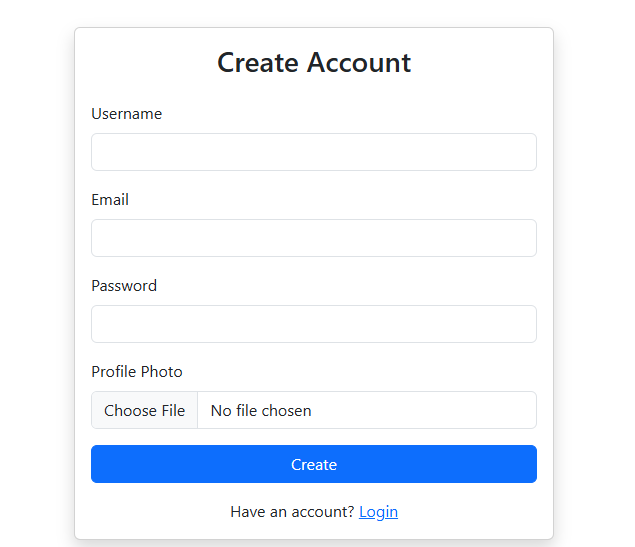 Create Account
Username
Email
Password
Profile Photo
Choose File No file chosen
Create
Have an account? Login